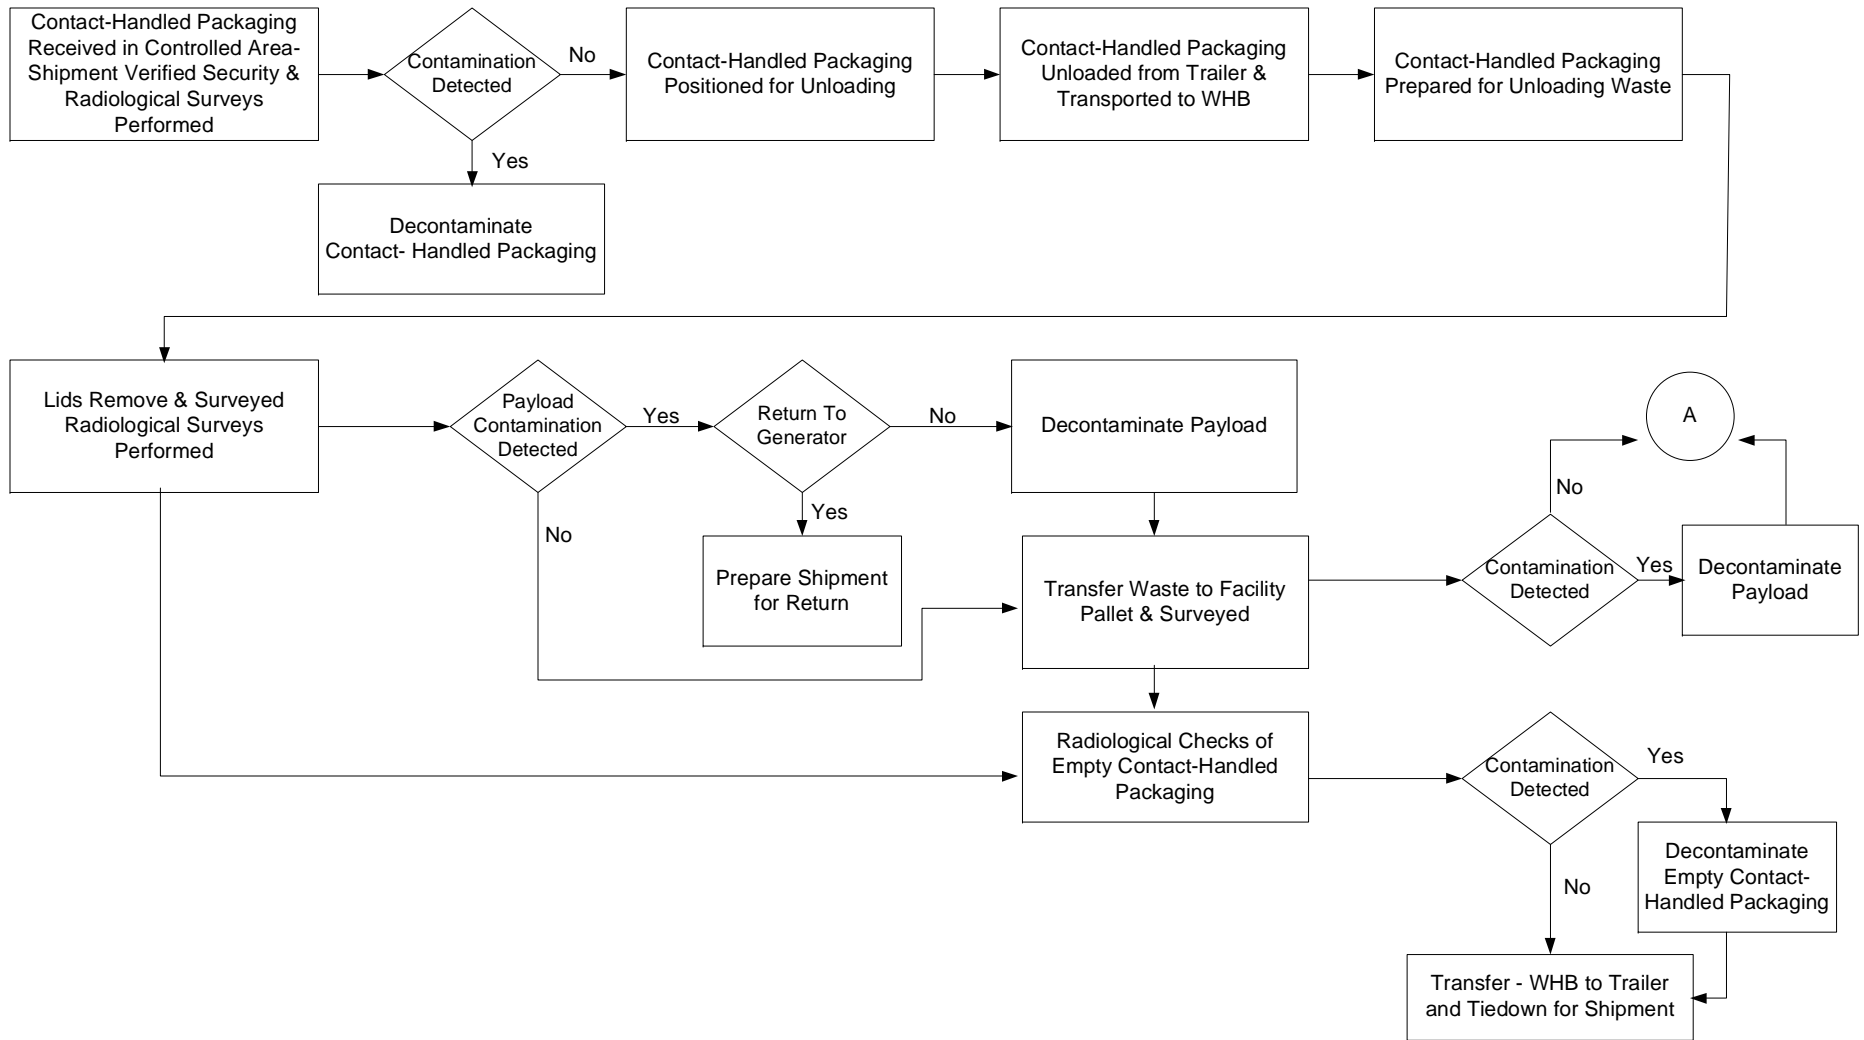 Contact-Handled Packaging
Received in Controlled Area-
Shipment Verified Security &
Radiological Surveys
Performed
Contamination
Detected
No
Yes
Contact-Handled Packaging
Positioned for Unloading
Contact-Handled Packaging
Unloaded from Trailer &
Transported to WHB
Contact-Handled Packaging
Prepared for Unloading Waste
Decontaminate
Contact- Handled Packaging
Lids Remove & Surveyed
Radiological Surveys
Performed
Payload
Contamination
Detected
Yes
No
Return To
Generator
No
Yes
Decontaminate Payload
Prepare Shipment
for Return
Transfer Waste to Facility
Pallet & Surveyed
Contamination
Detected
No
Yes
A
Decontaminate
Payload
Radiological Checks of
Empty Contact-Handled
Packaging
Contamination
Detected
Yes
No
Decontaminate
Empty Contact-
Handled Packaging
Transfer - WHB to Trailer
and Tiedown for Shipment